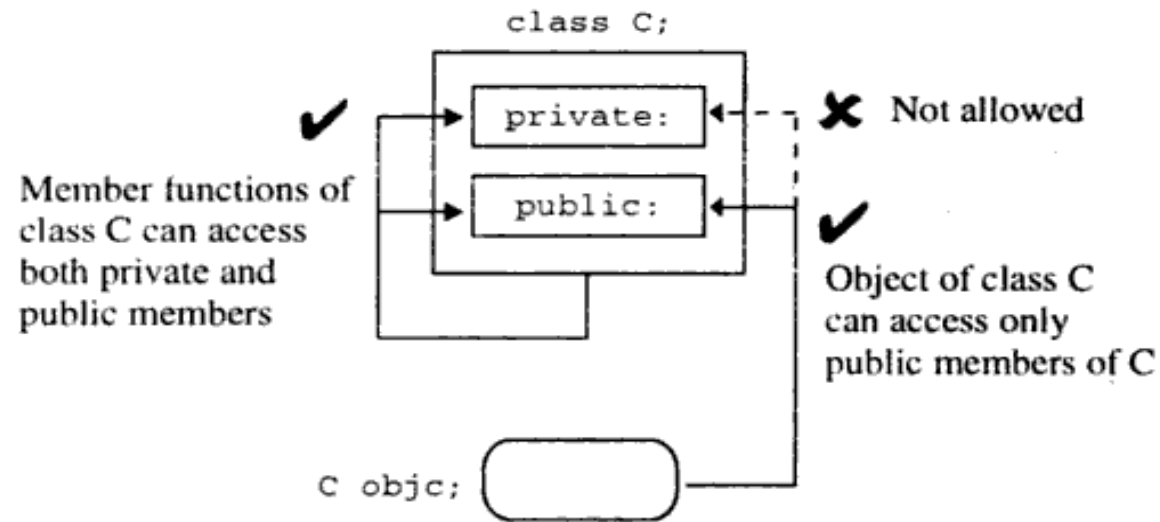 class C;
private:
public:
Member functions of
class C can access
both private and
public members
Not allowed
Object of class C
can access only
public members of C
C objc;